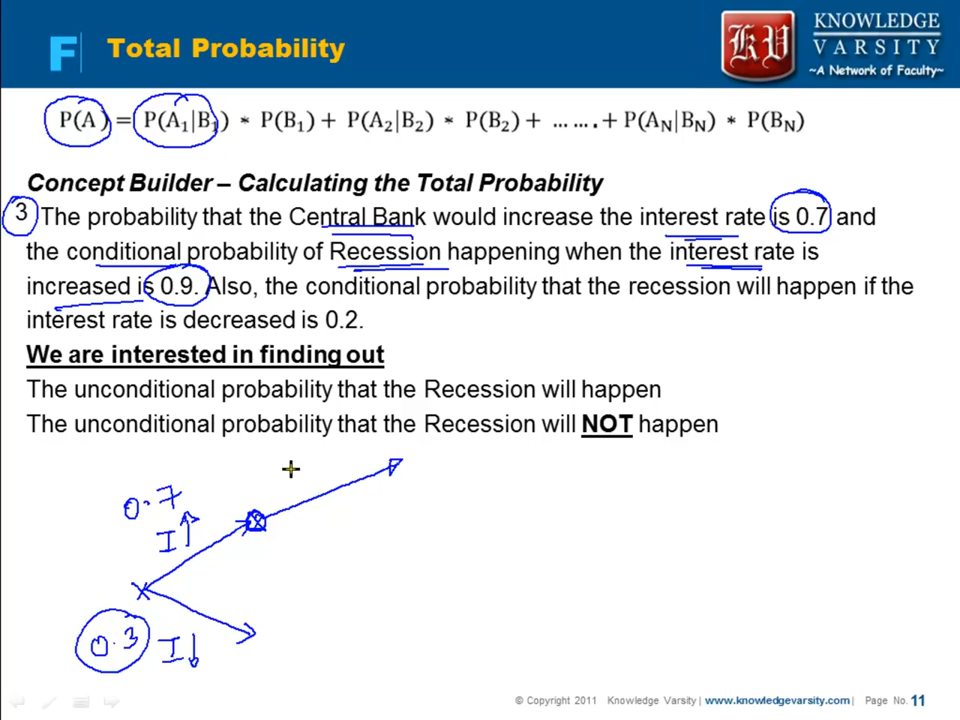 F Total Probability
KV
KNOWLEDGE
VARSITY
~A Network of Faculty~
P(A) = P(A₁|B₁) * P(B₁) + P(A₂|B₂) * P(B₂) + ... ... . + P(A_N|B_N) * P(B_N)
Concept Builder – Calculating the Total Probability
3 The probability that the Central Bank would increase the interest rate is 0.7 and
the conditional probability of Recession happening when the interest rate is
increased is 0.9. Also, the conditional probability that the recession will happen if the
interest rate is decreased is 0.2.
We are interested in finding out
The unconditional probability that the Recession will happen
The unconditional probability that the Recession will NOT happen
0.7
I↑
0.3 I↓
© Copyright 2011 Knowledge Varsity | www.knowledgevarsity.com | Page No. 11